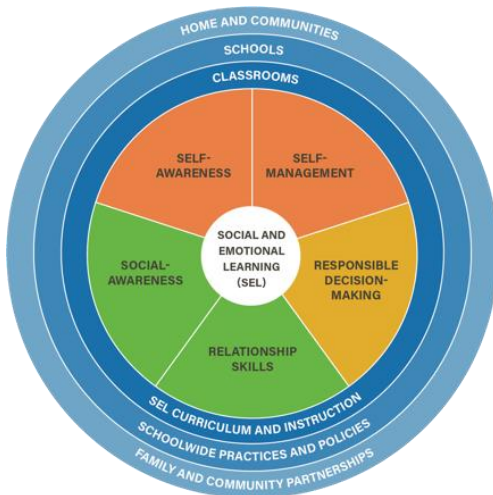 HOME AND COMMUNITIES
SCHOOLS
CLASSROOMS
SELF-
AWARENESS
SELF-
MANAGEMENT
SOCIAL AND
EMOTIONAL
LEARNING
(SEL)
SOCIAL-
AWARENESS
RESPONSIBLE
DECISION-
MAKING
RELATIONSHIP
SKILLS
SEL CURRICULUM AND INSTRUCTION
SCHOOLWIDE PRACTICES AND POLICIES
FAMILY AND COMMUNITY PARTNERSHIPS